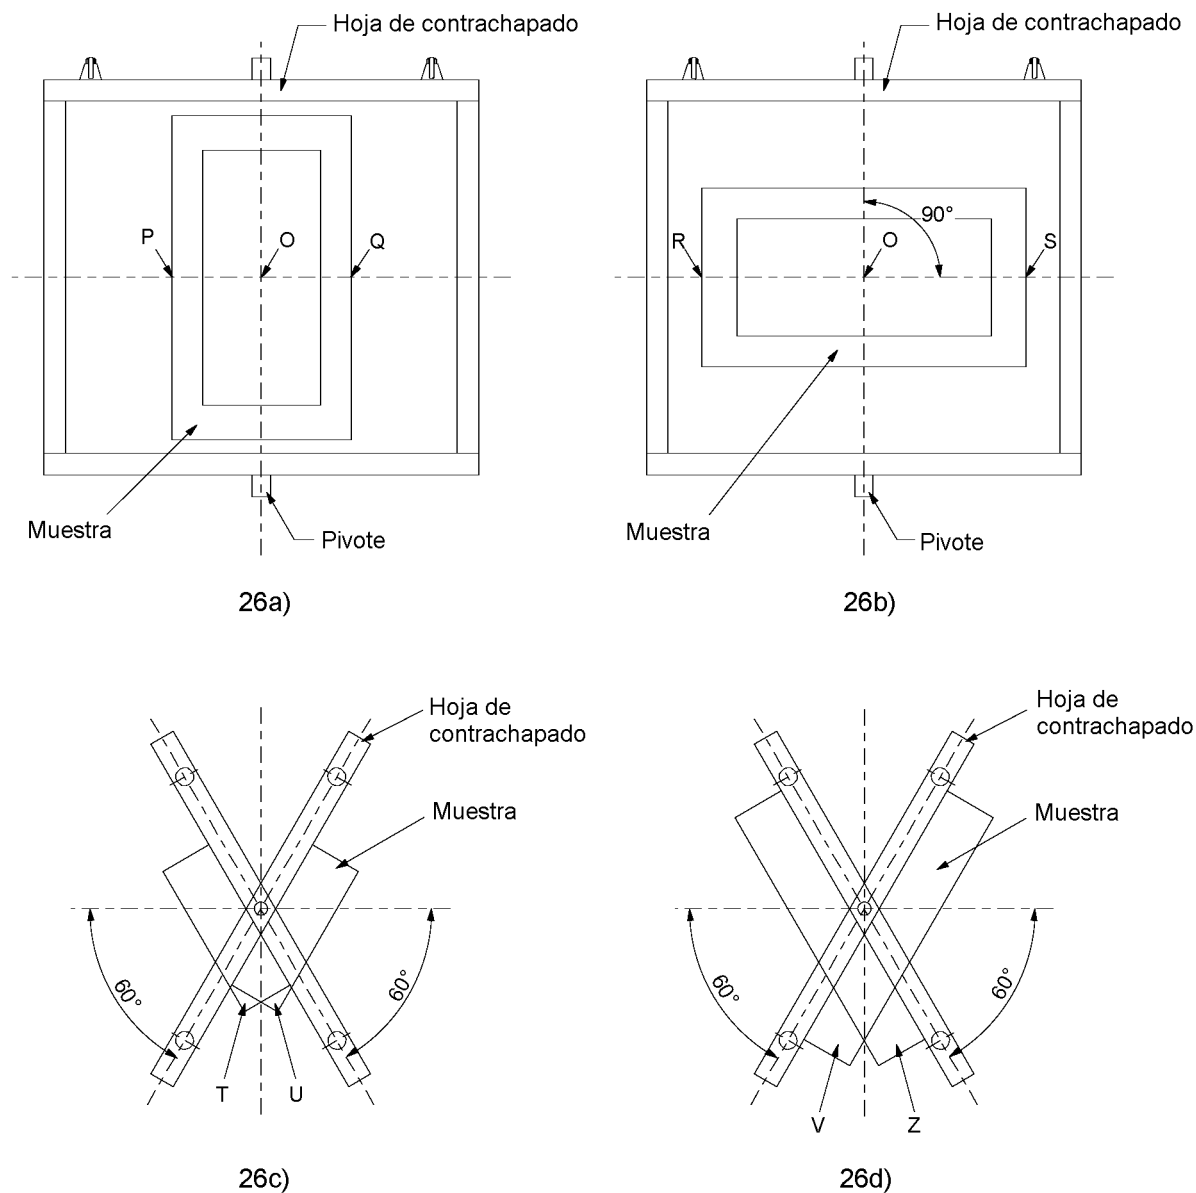 Hoja de contrachapado
P
O
Q
Muestra
Pivote
26a)
Hoja de contrachapado
90°
R
O
S
Muestra
Pivote
26b)
Hoja de
contrachapado
Muestra
60°
60°
T
U
26c)
Hoja de
contrachapado
Muestra
60°
60°
V
Z
26d)